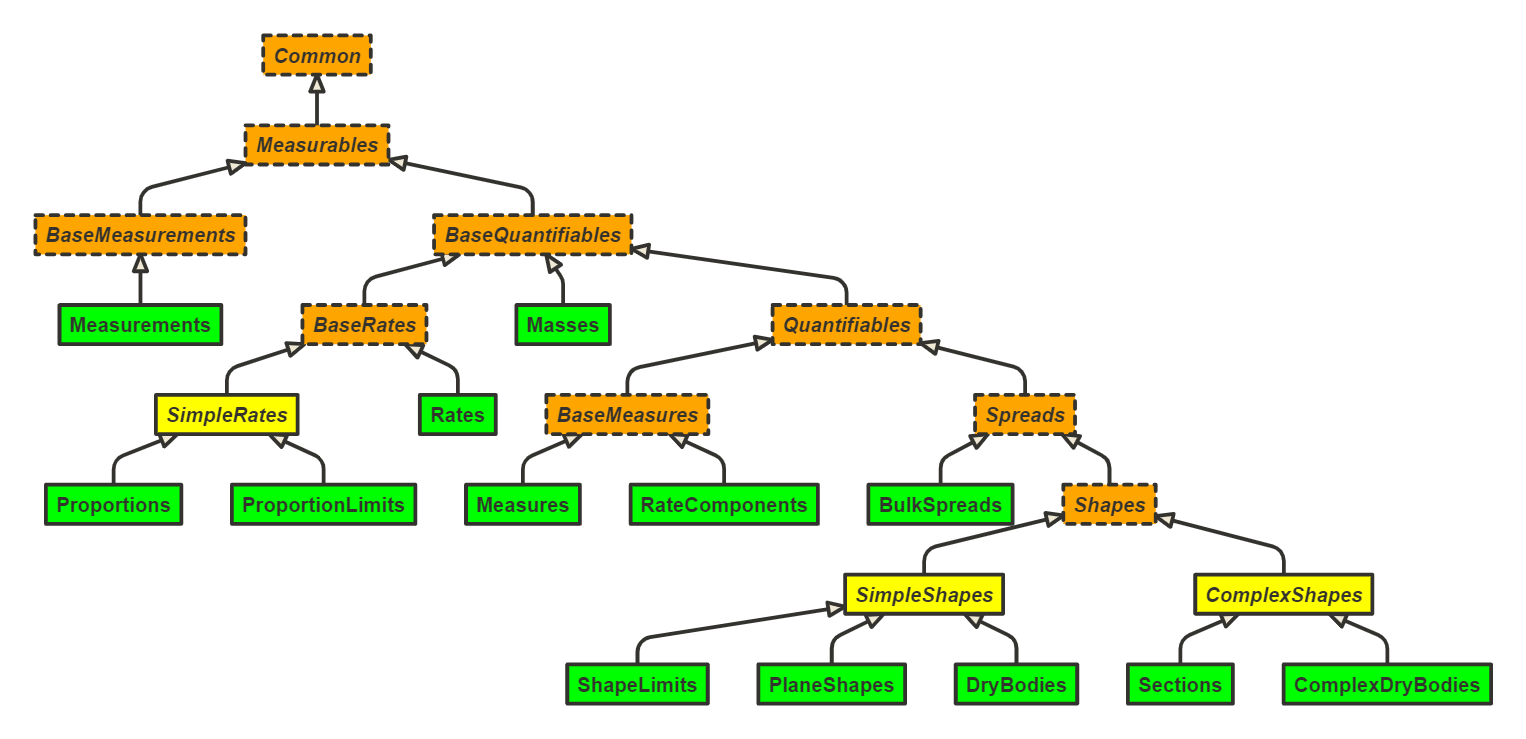 Common
Measurables
BaseMeasurements
BaseQuantifiables
Measurements
BaseRates
Masses
Quantifiables
SimpleRates
Rates
BaseMeasures
Spreads
Proportions
ProportionLimits
Measures
RateComponents
BulkSpreads
Shapes
SimpleShapes
ComplexShapes
ShapeLimits
PlaneShapes
DryBodies
Sections
ComplexDryBodies